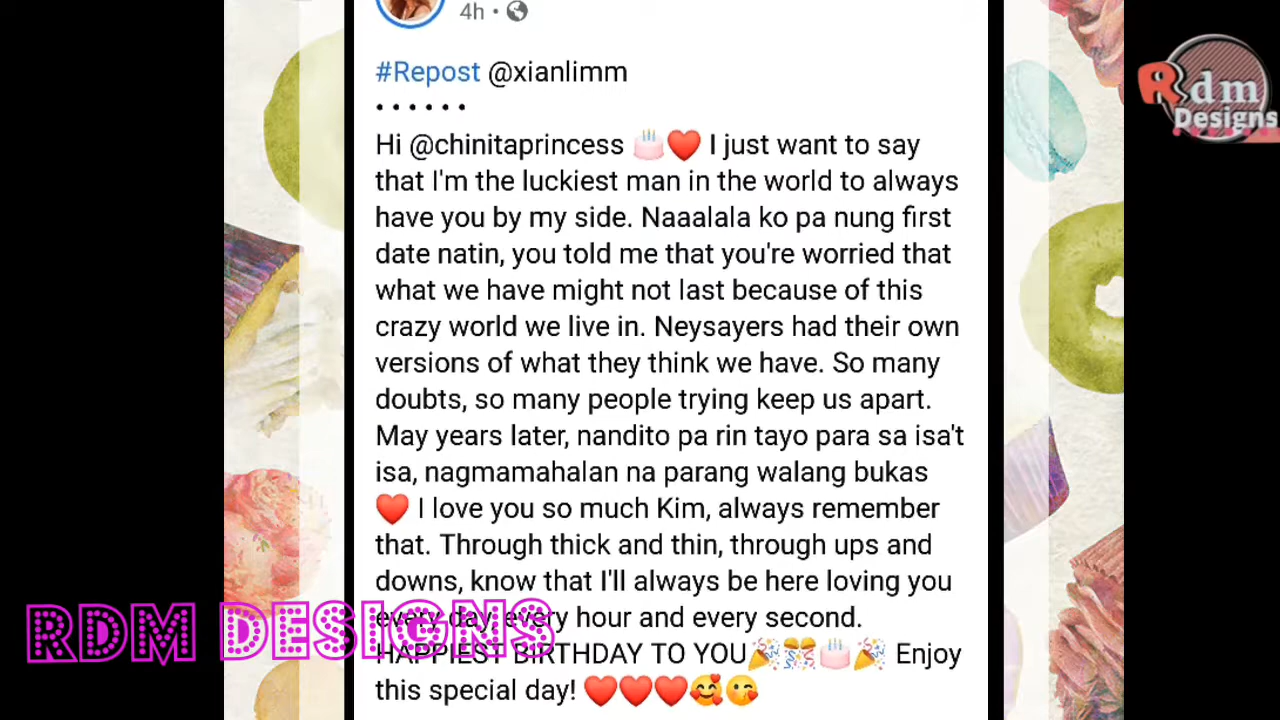 4h •
#Repost @xianlimm
• • • • • •
Hi @chinitaprincess 🎂❤️ I just want to say
that I'm the luckiest man in the world to always
have you by my side. Naaalala ko pa nung first
date natin, you told me that you're worried that
what we have might not last because of this
crazy world we live in. Neysayers had their own
versions of what they think we have. So many
doubts, so many people trying keep us apart.
May years later, nandito pa rin tayo para sa isa't
isa, nagmamahalan na parang walang bukas
❤️ I love you so much Kim, always remember
that. Through thick and thin, through ups and
downs, know that I'll always be here loving you
every day, every hour and every second.
HAPPIEST BIRTHDAY TO YOU🎉🎊🎂🎉 Enjoy
this special day! ❤️❤️❤️🥰😘
Rdm
Designs
RDM DESIGNS